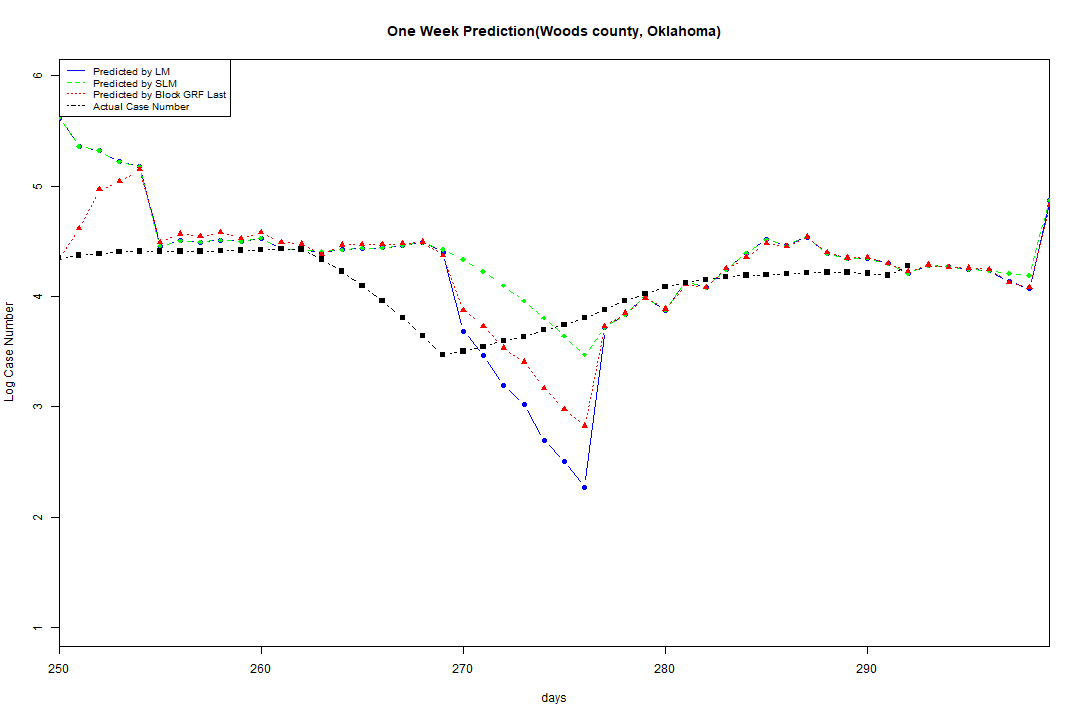 One Week Prediction(Woods county, Oklahoma)
Predicted by LM
Predicted by SLM
Predicted by Block GRF Last
Actual Case Number
6
5
4
3
2
1
Log Case Number
250
260
270
280
290
days